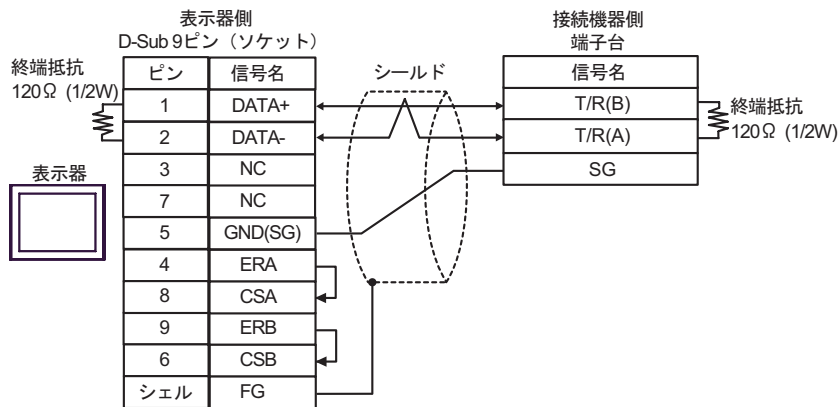 表示器側
D-Sub 9ピン（ソケット）
接続機器側
端子台
終端抵抗
120Ω (1/2W)
ピン 信号名
シールド
信号名
1 DATA+
T/R(B)
2 DATA-
T/R(A)
終端抵抗
120Ω (1/2W)
3 NC
SG
表示器
7 NC
5 GND(SG)
4 ERA
8 CSA
9 ERB
6 CSB
シェル FG